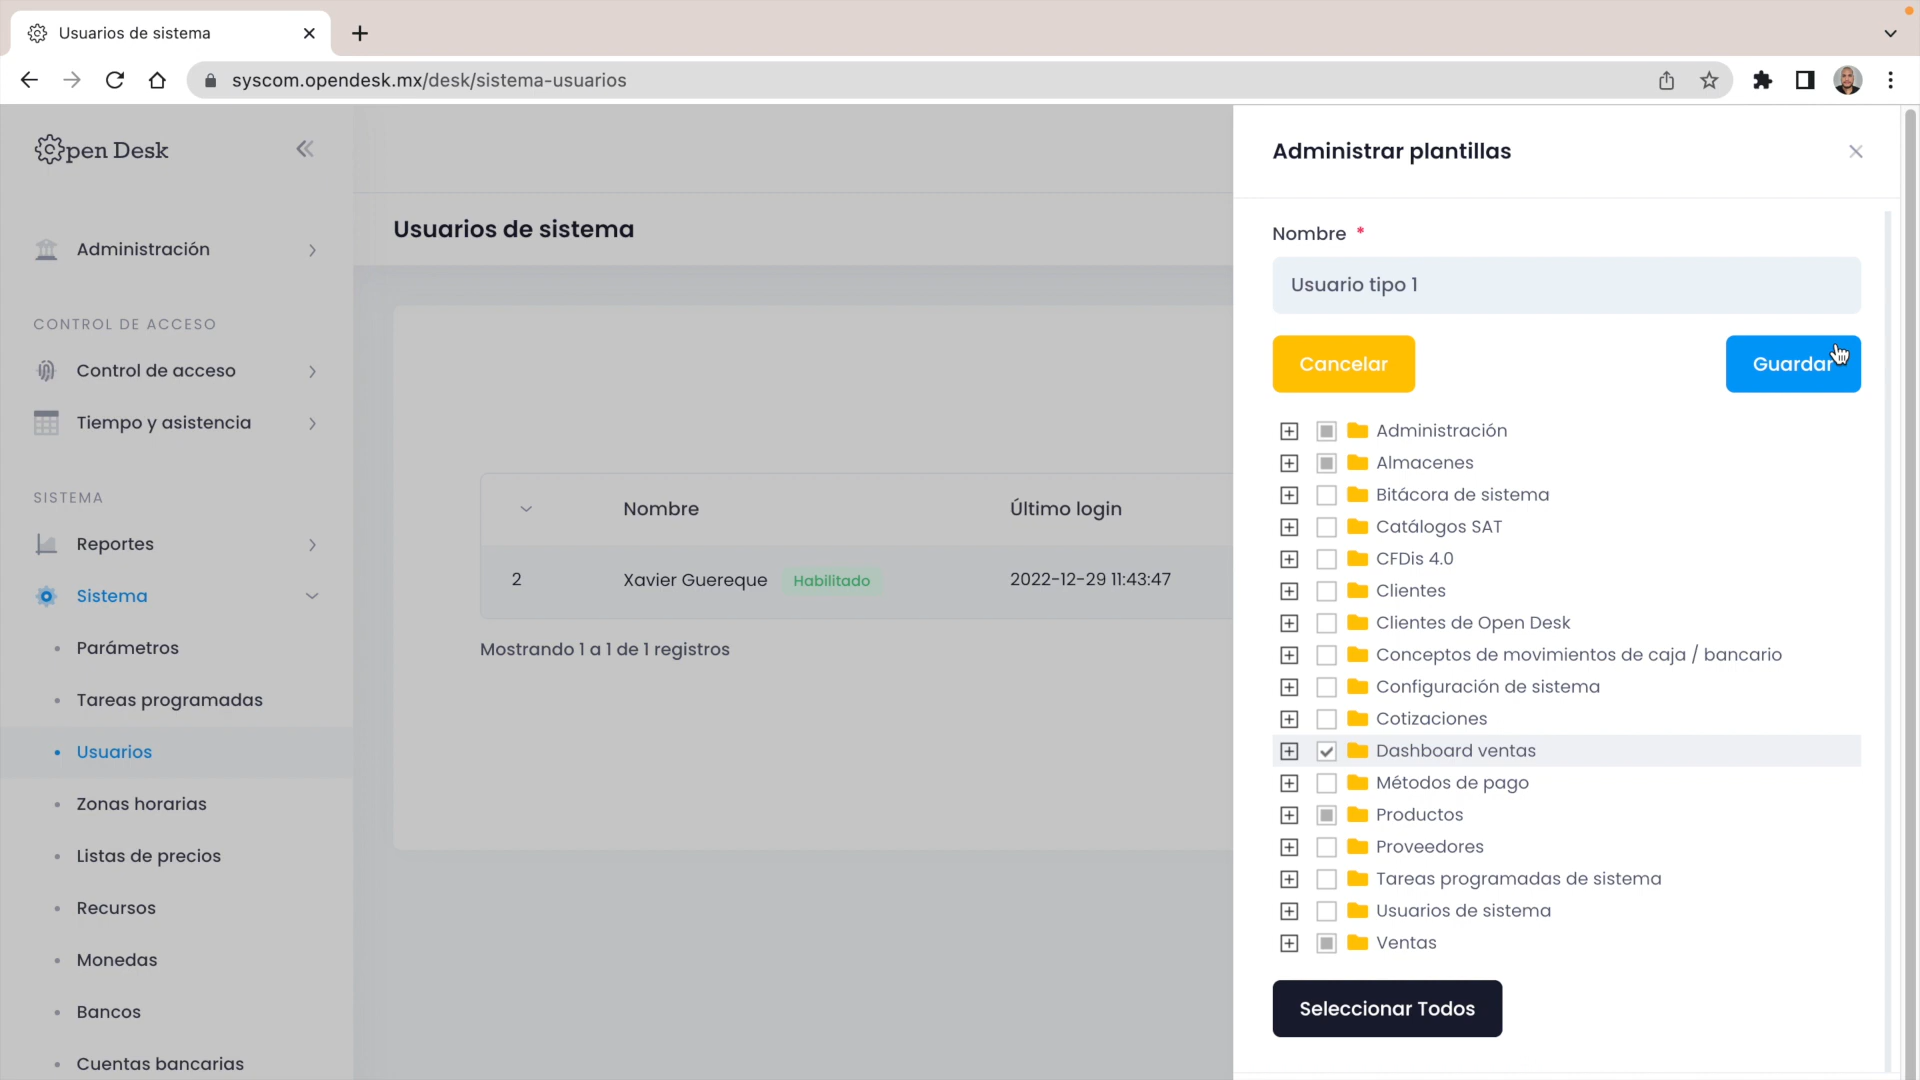 Usuarios de sistema
syscom.opendesk.mx/desk/sistema-usuarios
Open Desk
Administración
CONTROL DE ACCESO
Control de acceso
Tiempo y asistencia
SISTEMA
Reportes
Sistema
Parámetros
Tareas programadas
Usuarios
Zonas horarias
Listas de precios
Recursos
Monedas
Bancos
Cuentas bancarias
Usuarios de sistema
Nombre Último login
2 Xavier Guereque Habilitado 2022-12-29 11:43:47
Mostrando 1 a 1 de 1 registros
Administrar plantillas
Nombre *
Usuario tipo 1
Cancelar Guardar
Administración
Almacenes
Bitácora de sistema
Catálogos SAT
CFDis 4.0
Clientes
Clientes de Open Desk
Conceptos de movimientos de caja / bancario
Configuración de sistema
Cotizaciones
Dashboard ventas
Métodos de pago
Productos
Proveedores
Tareas programadas de sistema
Usuarios de sistema
Ventas
Seleccionar Todos